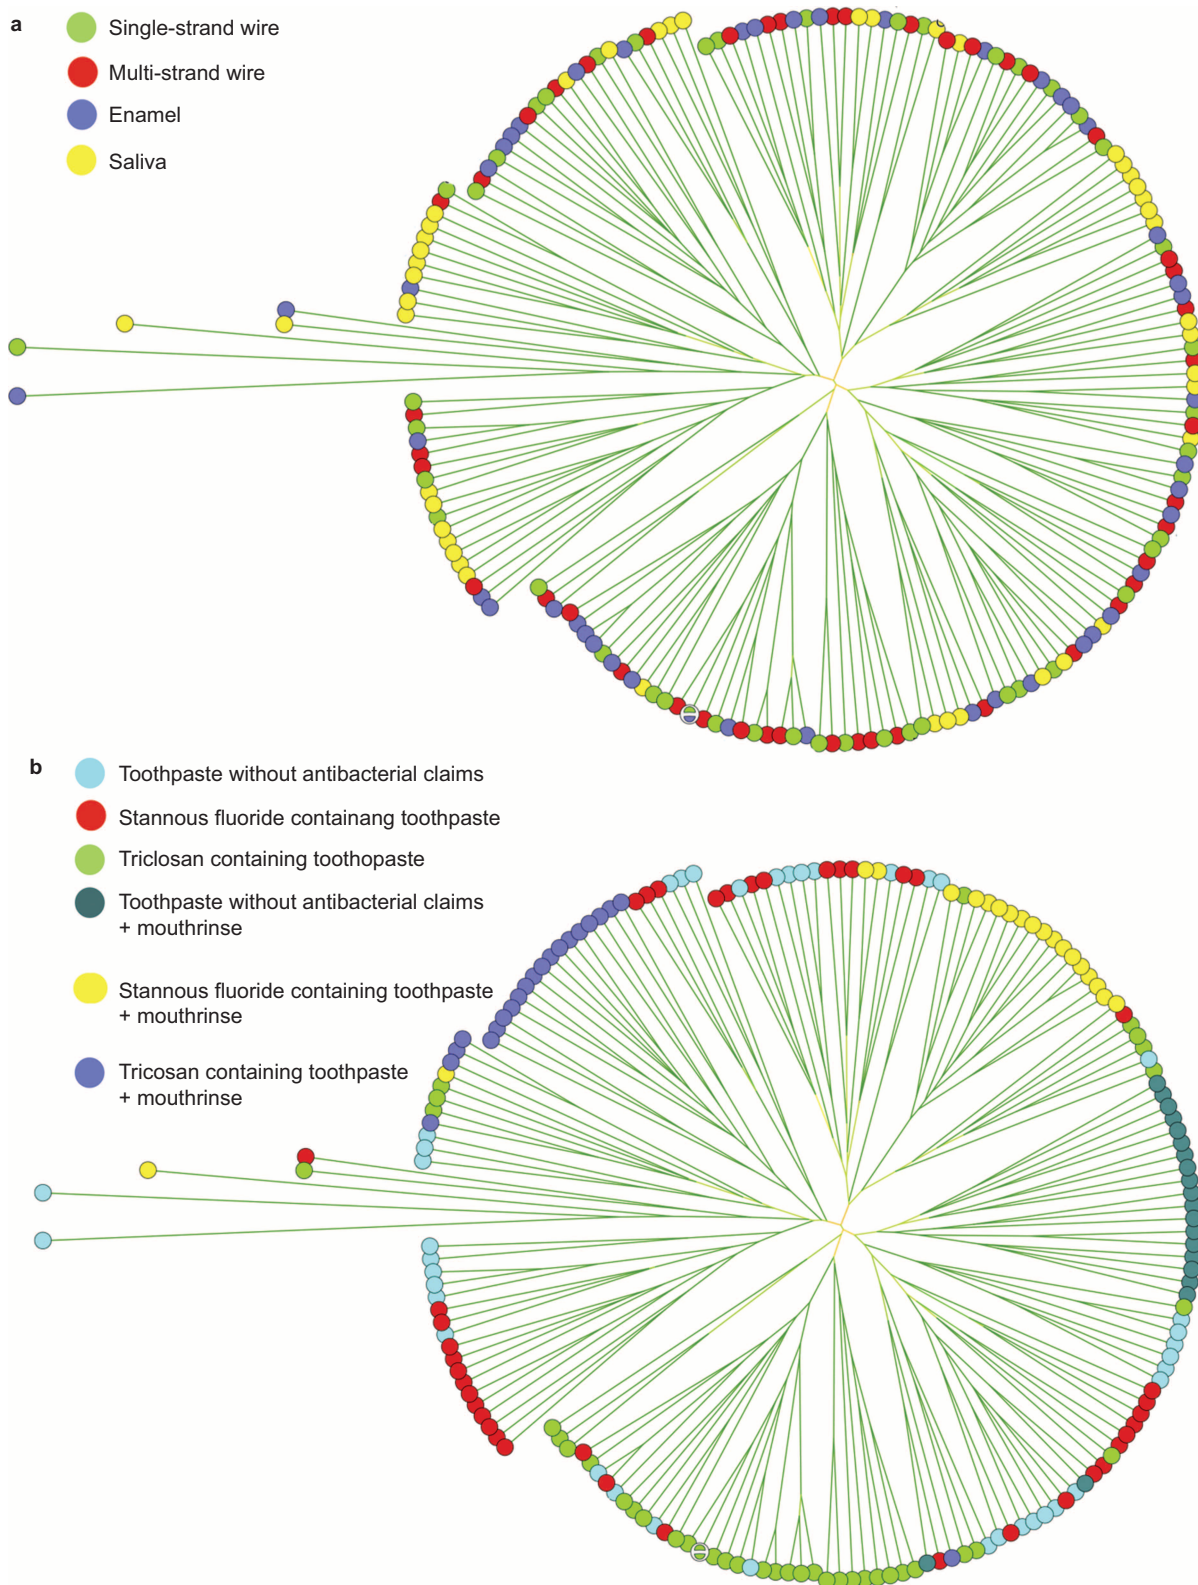 a
Single-strand wire
Multi-strand wire
Enamel
Saliva
b
Toothpaste without antibacterial claims
Stannous fluoride containang toothpaste
Triclosan containing toothopaste
Toothpaste without antibacterial claims
+ mouthrinse
Stannous fluoride containing toothpaste
+ mouthrinse
Tricosan containing toothpaste
+ mouthrinse